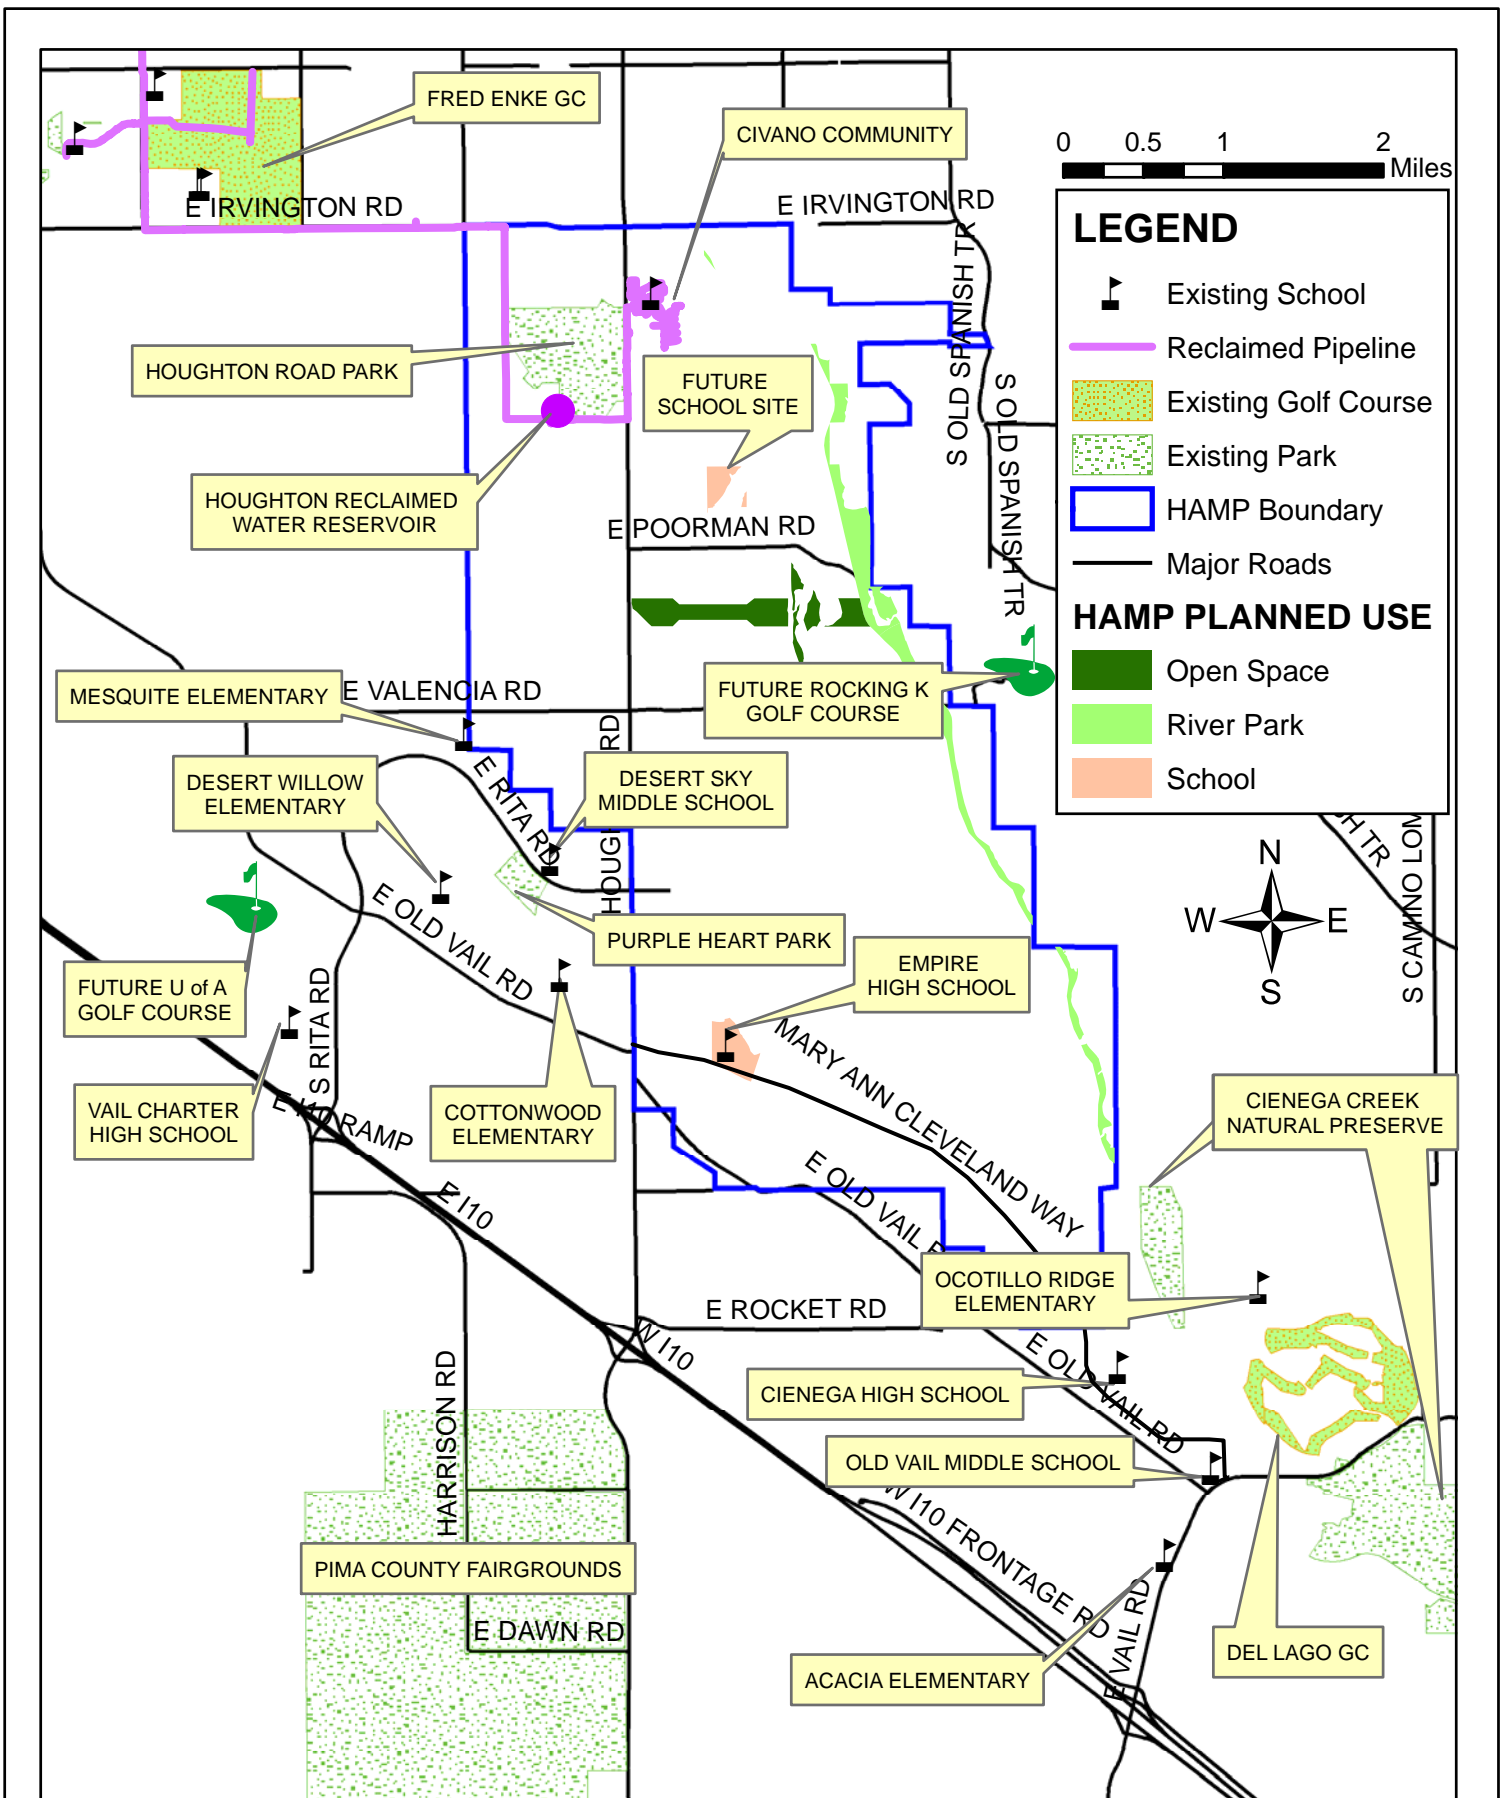 FRED ENKE GC
CIVANO COMMUNITY
0 0.5 1 2
Miles
E IRVINGTON RD
E IRVINGTON RD
LEGEND
Existing School
Reclaimed Pipeline
Existing Golf Course
Existing Park
HAMP Boundary
Major Roads
HAMP PLANNED USE
Open Space
River Park
School
S OLD SPANISH TR
S OLD SPANISH TR
HOUGHTON ROAD PARK
FUTURE
SCHOOL SITE
HOUGHTON RECLAIMED
WATER RESERVOIR
E POORMAN RD
MESQUITE ELEMENTARY
E VALENCIA RD
FUTURE ROCKING K
GOLF COURSE
DESERT WILLOW
ELEMENTARY
E RITA RD
DESERT SKY
MIDDLE SCHOOL
HOUGH
RD
H TR
S CAMINO LOM
N
W
E
S
E OLD VAIL RD
PURPLE HEART PARK
EMPIRE
HIGH SCHOOL
FUTURE U of A
GOLF COURSE
S RITA RD
MARY ANN CLEVELAND WAY
VAIL CHARTER
HIGH SCHOOL
E I10 RAMP
COTTONWOOD
ELEMENTARY
CIENEGA CREEK
NATURAL PRESERVE
E I10
E OLD VAIL R
OCOTILLO RIDGE
ELEMENTARY
E ROCKET RD
W I10
E OLD VAIL RD
CIENEGA HIGH SCHOOL
HARRISON RD
OLD VAIL MIDDLE SCHOOL
W I10 FRONTAGE RD
PIMA COUNTY FAIRGROUNDS
E DAWN RD
E VAIL RD
ACACIA ELEMENTARY
DEL LAGO GC